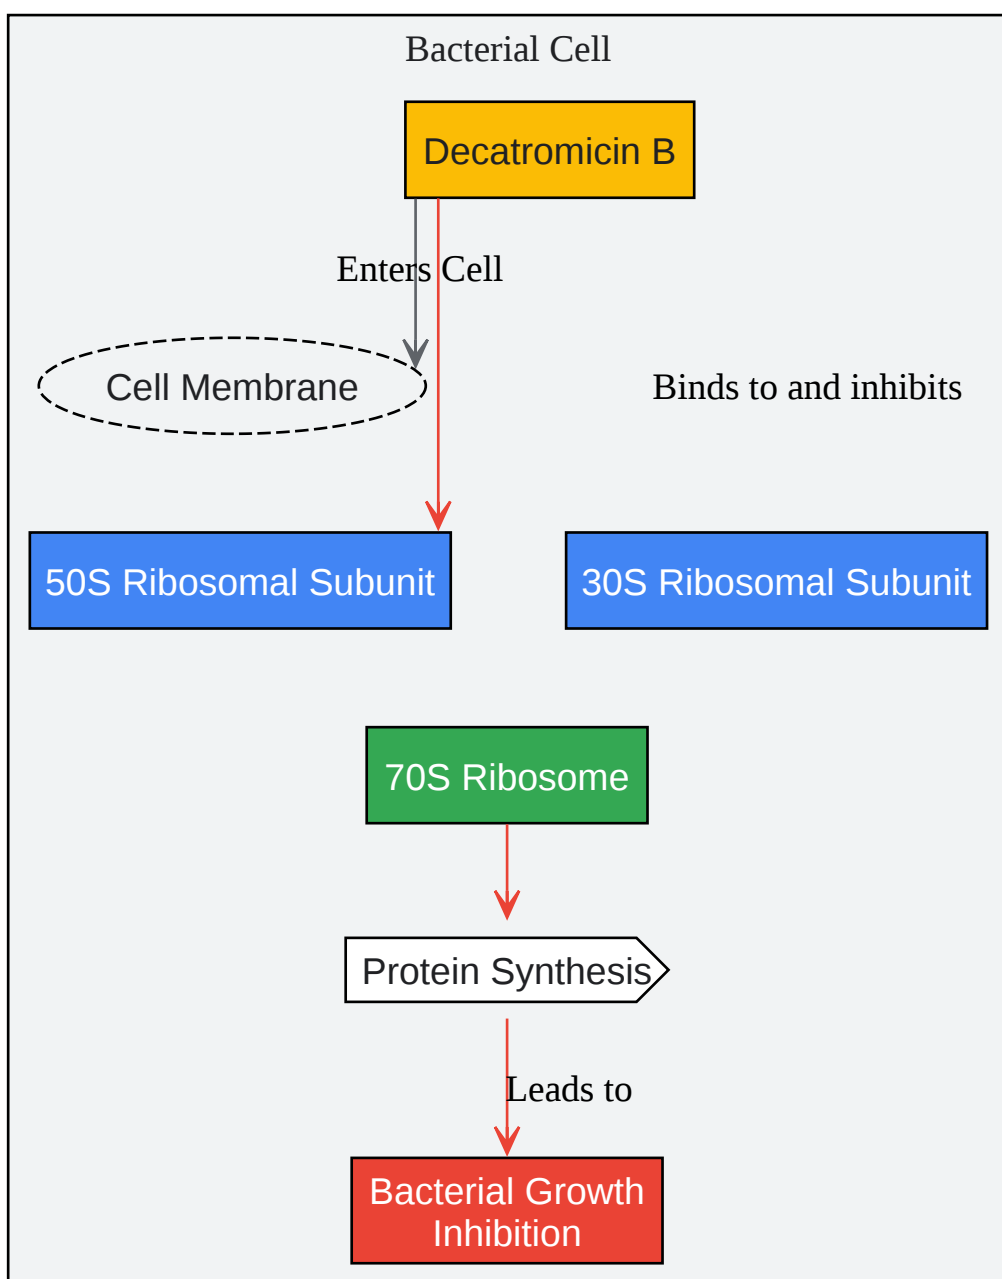 Bacterial Cell
Decatromicin B
Enters Cell
Cell Membrane
Binds to and inhibits
50S Ribosomal Subunit
30S Ribosomal Subunit
70S Ribosome
Protein Synthesis
Leads to
Bacterial Growth
Inhibition